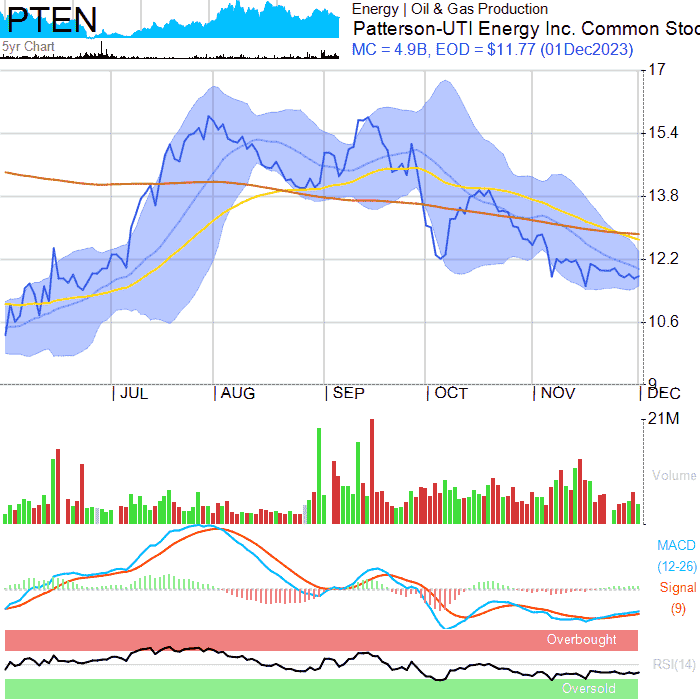 PTEN
5yr Chart
Energy | Oil & Gas Production
Patterson-UTI Energy Inc. Common Stoc
MC = 4.9B, EOD = $11.77 (01Dec2023)
17
15.4
13.8
12.2
10.6
9
JUL
AUG
SEP
OCT
NOV
DEC
21M
Volume
MACD
(12-26)
Signal
(9)
Overbought
RSI(14)
Oversold